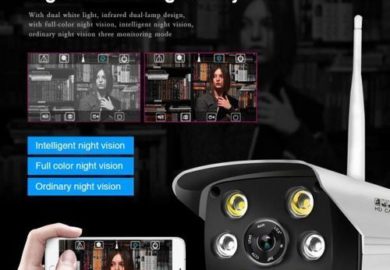 With dual white light, infrared dual-lamp design,
with full-color night vision, intelligent night vision,
ordinary night vision three monitoring mode
Intelligent night vision
Full color night vision
Ordinary night vision